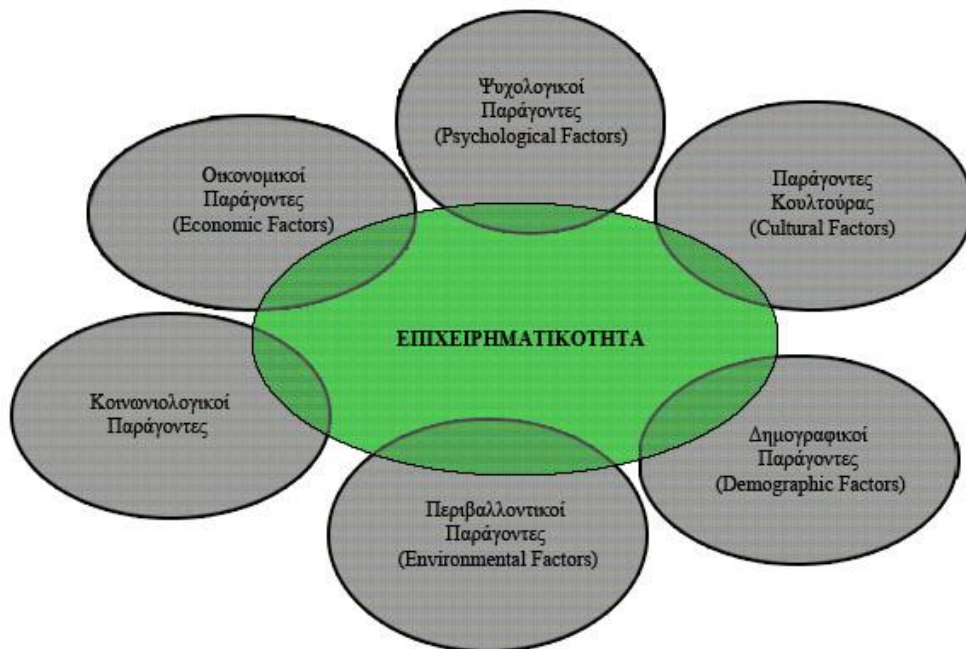 Ψυχολογικοί
Παράγοντες
(Psychological Factors)
Οικονομικοί
Παράγοντες
(Economic Factors)
Παράγοντες
Κουλτούρας
(Cultural Factors)
ΕΠΙΧΕΙΡΗΜΑΤΙΚΟΤΗΤΑ
Κοινωνιολογικοί
Παράγοντες
Δημογραφικοί
Παράγοντες
(Demographic Factors)
Περιβαλλοντικοί
Παράγοντες
(Environmental Factors)